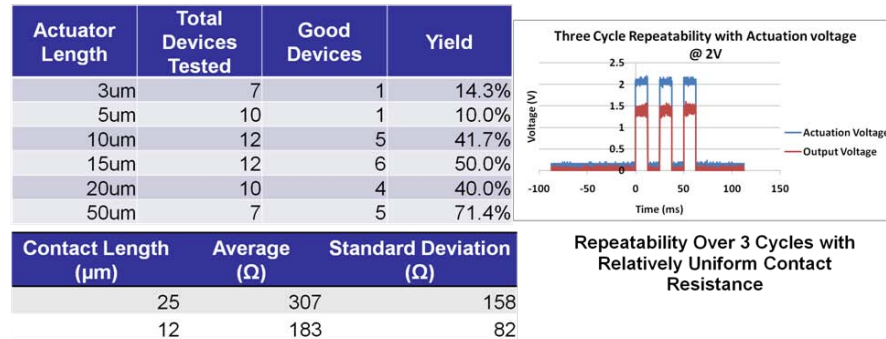 Actuator Length Total Devices Tested Good Devices Yield
3um 7 1 14.3%
5um 10 1 10.0%
10um 12 5 41.7%
15um 12 6 50.0%
20um 10 4 40.0%
50um 7 5 71.4%
Contact Length (μm) Average (Ω) Standard Deviation (Ω)
25 307 158
12 183 82
Three Cycle Repeatability with Actuation voltage
@ 2V
Voltage (V)
2.5
2
1.5
1
0.5
0
-100 -50 0 50 100 150
Time (ms)
Actuation Voltage
Output Voltage
Repeatability Over 3 Cycles with
Relatively Uniform Contact
Resistance